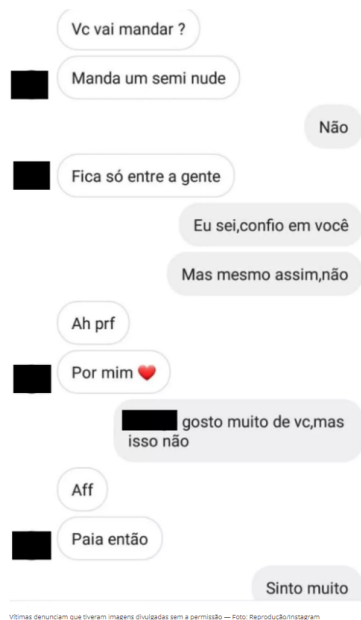 Vc vai mandar ?
Manda um semi nude
Não
Fica só entre a gente
Eu sei,confio em você
Mas mesmo assim,não
Ah prf
Por mim ❤️
gosto muito de vc,mas
isso não
Aff
Paia então
Sinto muito
Vítimas denunciam que tiveram imagens divulgadas sem a permissão — Foto: Reprodução/Instagram